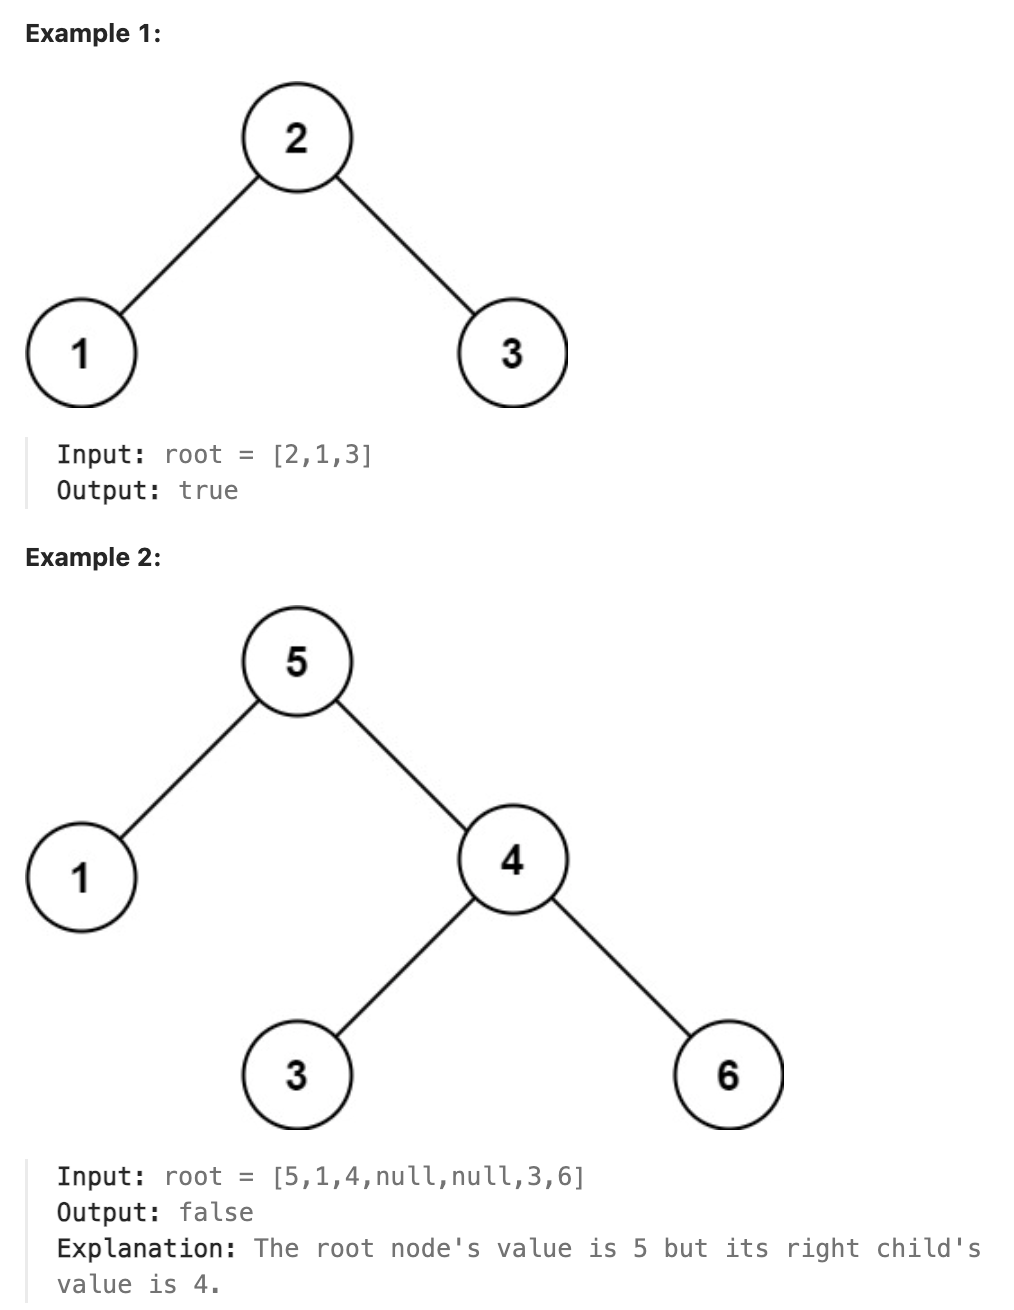 Example 1:
2
1
3
Input: root = [2,1,3]
Output: true
Example 2:
5
1
4
3
6
Input: root = [5,1,4,null,null,3,6]
Output: false
Explanation: The root node's value is 5 but its right child's
value is 4.